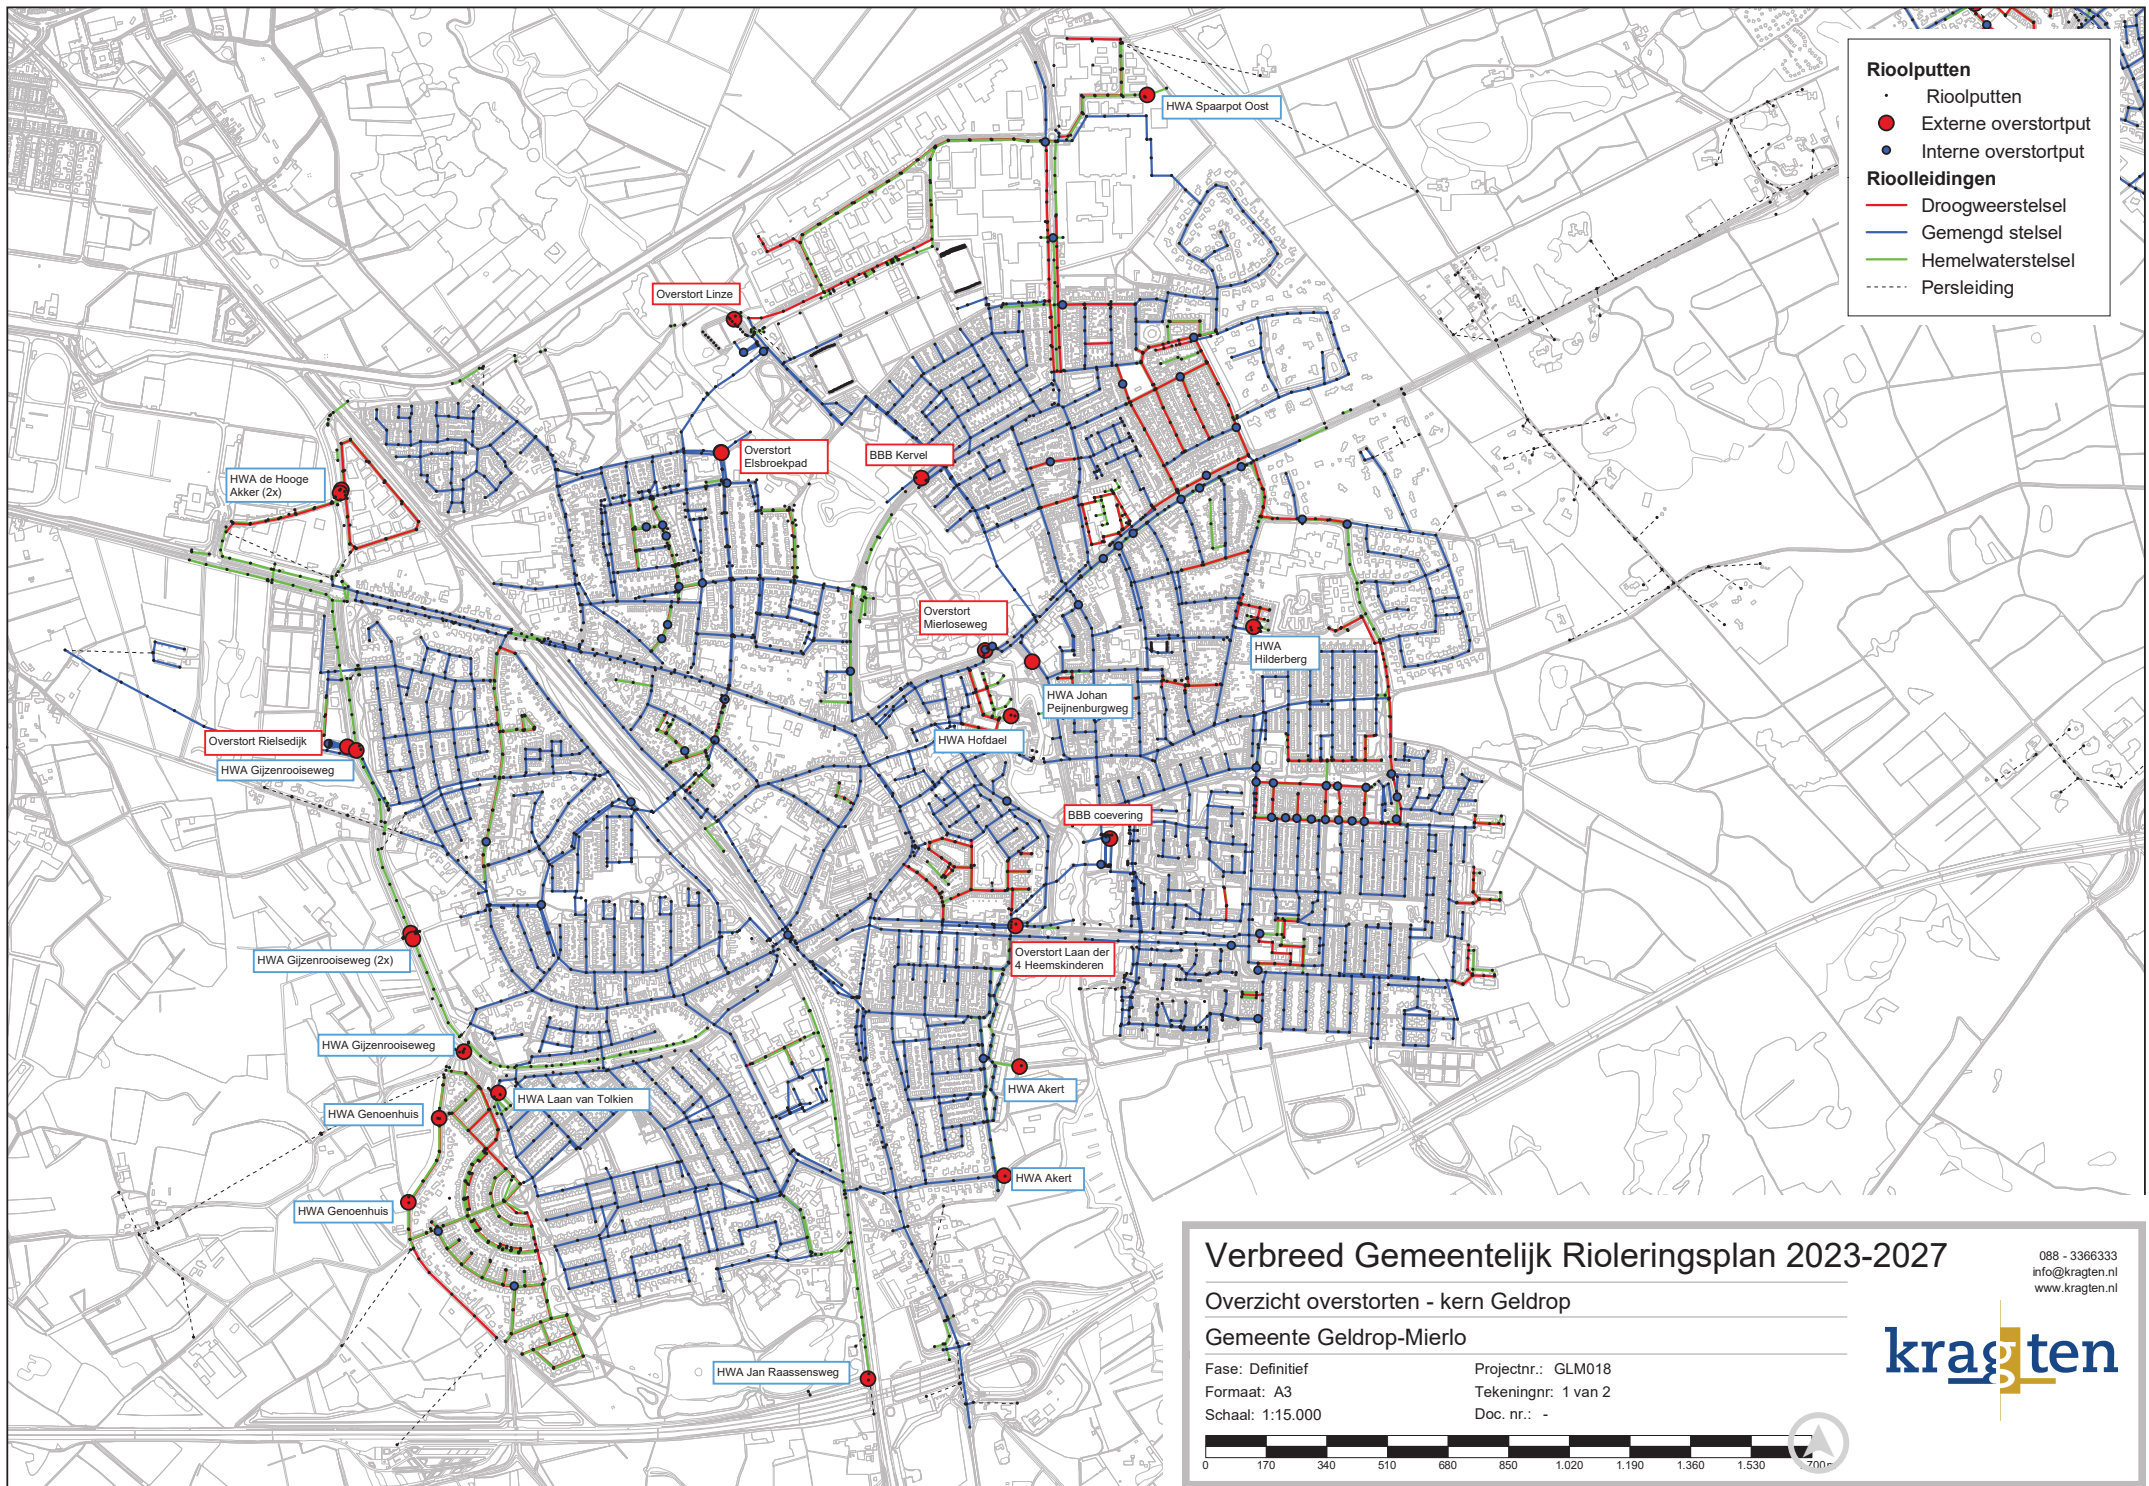 Rioolputten
Rioolputten
Externe overstortput
Interne overstortput
Rioolleidingen
Droogweerstelsel
Gemengd stelsel
Hemelwaterstelsel
Persleiding
HWA Spaarpot Oost
Overstort Linze
Overstort
Elsbroekpad
BBB Kervel
HWA de Hooge
Akker (2x)
Overstort
Mierloseweg
HWA
Hilderberg
HWA Johan
Peijnenburgweg
HWA Hofdael
Overstort Rielsedijk
HWA Gijzenrooiseweg
BBB coevering
HWA Gijzenrooiseweg (2x)
Overstort Laan der
4 Heemskinderen
HWA Gijzenrooiseweg
HWA Laan van Tolkien
HWA Akert
HWA Genoenhuis
HWA Akert
HWA Genoenhuis
HWA Jan Raassensweg
Verbreed Gemeentelijk Rioleringsplan 2023-2027
Overzicht overstorten - kern Geldrop
Gemeente Geldrop-Mierlo
Fase: Definitief
Formaat: A3
Schaal: 1:15.000
Projectnr.: GLM018
Tekeningnr: 1 van 2
Doc. nr.: -
088 - 3366333
info@kragten.nl
www.kragten.nl
kragten
0 170 340 510 680 850 1.020 1.190 1.360 1.530